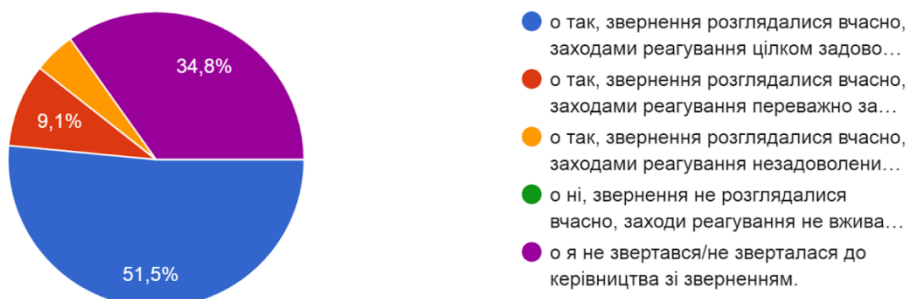 34,8%
9,1%
51,5%
о так, звернення розглядалися вчасно,
заходами реагування цілком задово…
о так, звернення розглядалися вчасно,
заходами реагування переважно за…
о так, звернення розглядалися вчасно,
заходами реагування незадоволени…
о ні, звернення не розглядалися
вчасно, заходи реагування не вжива…
о я не звертався/не зверталася до
керівництва зі зверненням.